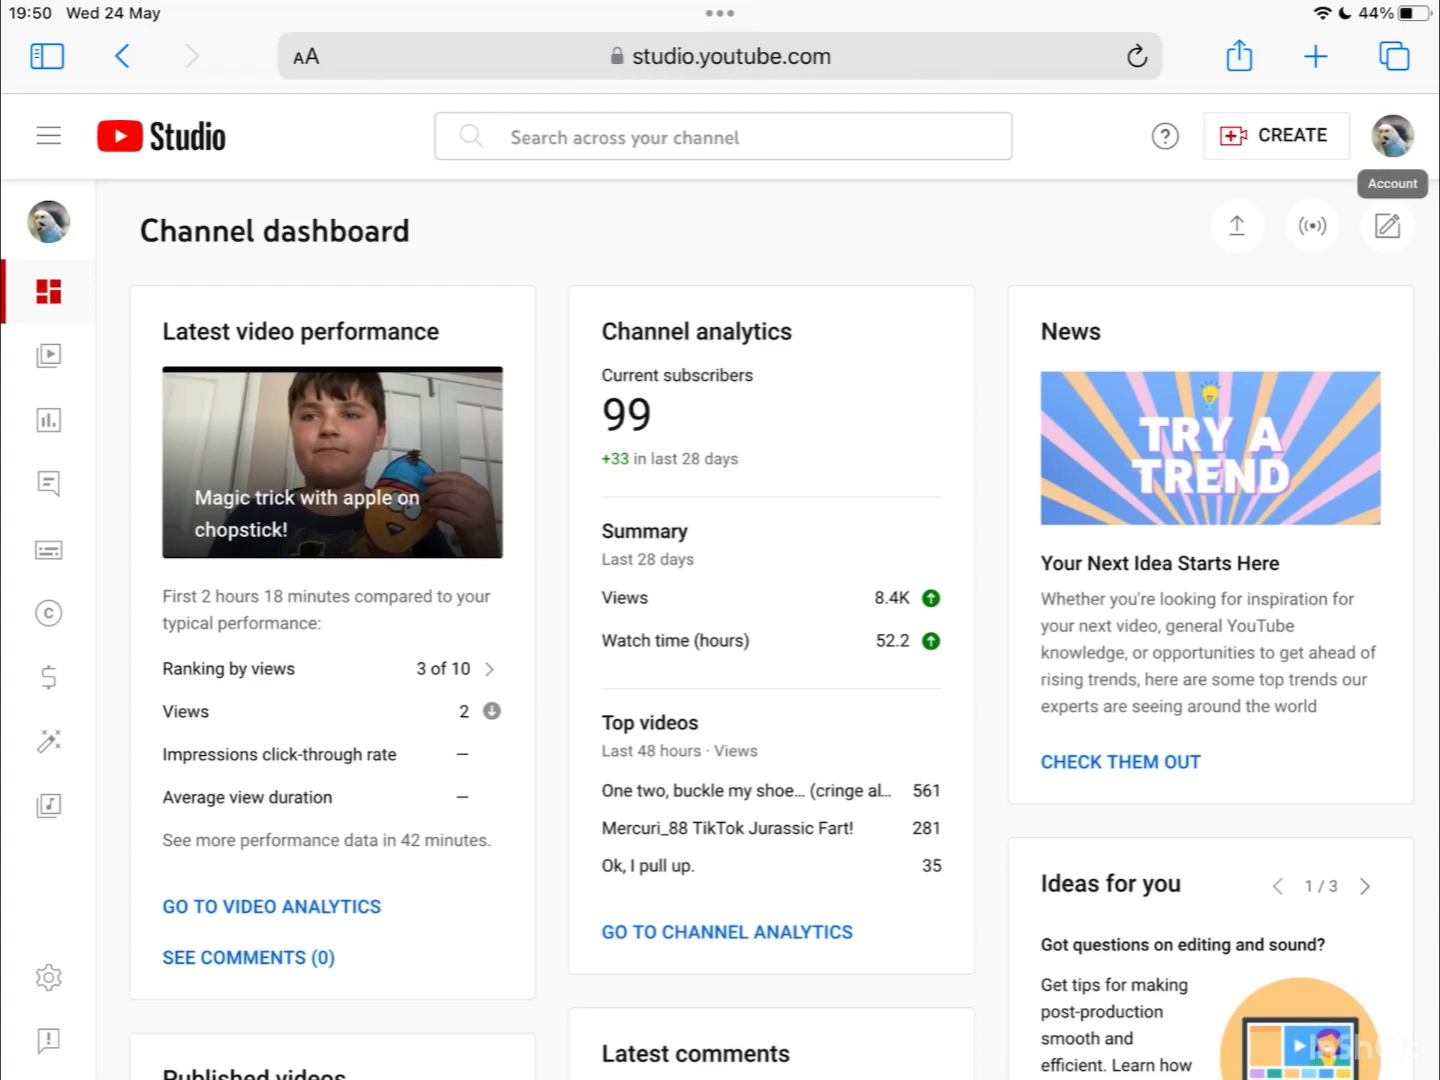 19:50 Wed 24 May
44%
AA
studio.youtube.com
Studio
Search across your channel
CREATE
Account
Channel dashboard
Latest video performance
Magic trick with apple on
chopstick!
First 2 hours 18 minutes compared to your
typical performance:
Ranking by views 3 of 10
Views 2
Impressions click-through rate –
Average view duration –
See more performance data in 42 minutes.
GO TO VIDEO ANALYTICS
SEE COMMENTS (0)
Published videos
Channel analytics
Current subscribers
99
+33 in last 28 days
Summary
Last 28 days
Views 8.4K
Watch time (hours) 52.2
Top videos
Last 48 hours · Views
One two, buckle my shoe... (cringe al... 561
Mercuri_88 TikTok Jurassic Fart! 281
Ok, I pull up. 35
GO TO CHANNEL ANALYTICS
Latest comments
News
TRY A
TREND
Your Next Idea Starts Here
Whether you're looking for inspiration for
your next video, general YouTube
knowledge, or opportunities to get ahead of
rising trends, here are some top trends our
experts are seeing around the world
CHECK THEM OUT
Ideas for you
1 / 3
Got questions on editing and sound?
Get tips for making
post-production
smooth and
efficient. Learn how
InShOt